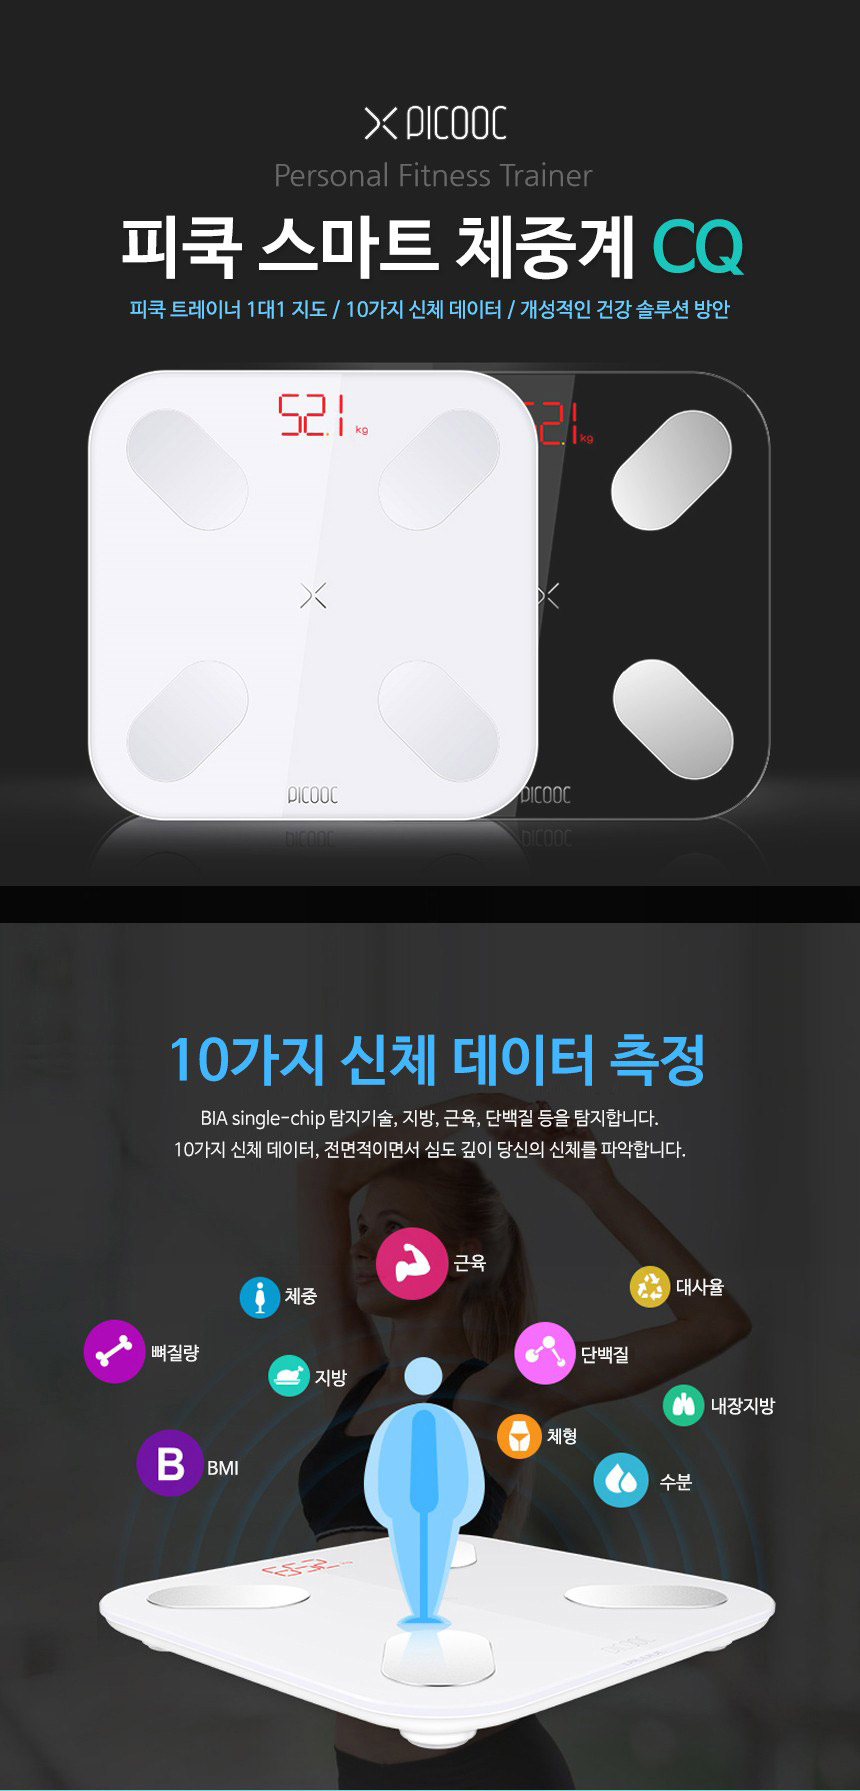 PICOOC
Personal Fitness Trainer
피쿡 스마트 체중계 CQ
피쿡 트레이너 1대1 지도 / 10가지 신체 데이터 / 개성적인 건강 솔루션 방안
52.1 kg
2.1 kg
PICOOC
PICOOC
10가지 신체 데이터 측정
BIA single-chip 탐지기술, 지방, 근육, 단백질 등을 탐지합니다.
10가지 신체 데이터, 전면적이면서 심도 깊이 당신의 신체를 파악합니다.
근육
체중
대사율
뼈질량
단백질
지방
내장지방
체형
B BMI
수분